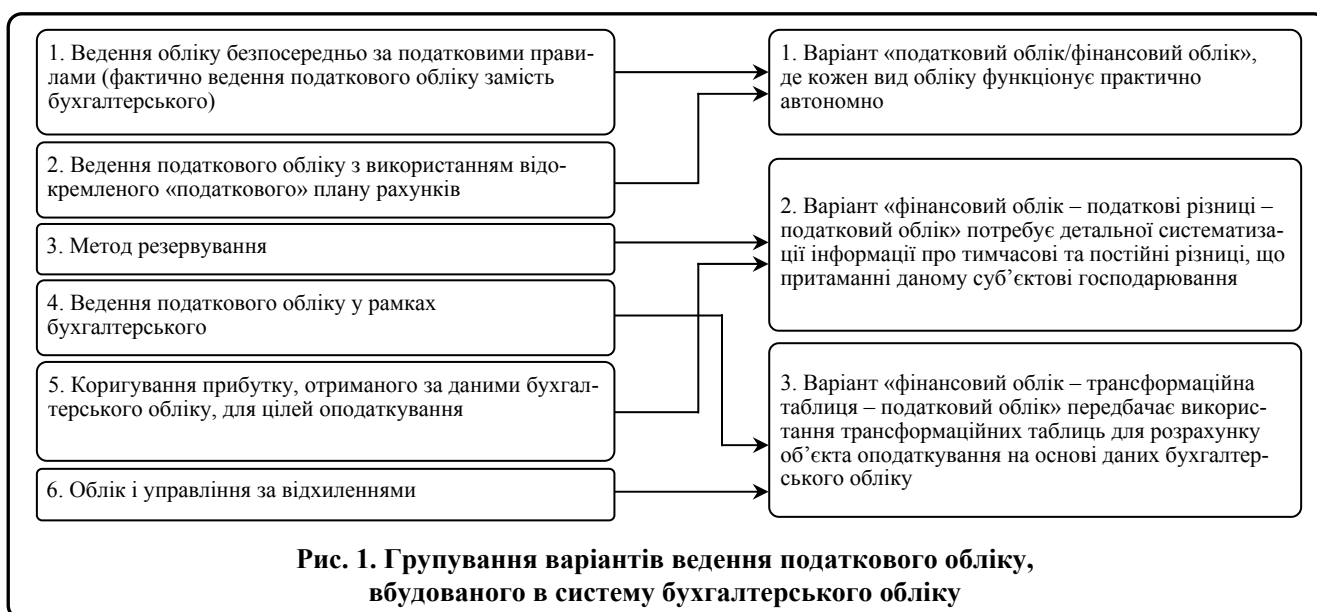 1. Ведення обліку безпосередньо за податковими прави-
лами (фактично ведення податкового обліку замість
бухгалтерського)
2. Ведення податкового обліку з використанням відо-
кремленого «податкового» плану рахунків
3. Метод резервування
4. Ведення податкового обліку у рамках
бухгалтерського
5. Коригування прибутку, отриманого за даними бухгал-
терського обліку, для цілей оподаткування
6. Облік і управління за відхиленнями
1. Варіант «податковий облік/фінансовий облік»,
де кожен вид обліку функціонує практично
автономно
2. Варіант «фінансовий облік – податкові різниці –
податковий облік» потребує детальної систематиза-
ції інформації про тимчасові та постійні різниці, що
притаманні даному суб’єктові господарювання
3. Варіант «фінансовий облік – трансформаційна
таблиця – податковий облік» передбачає викорис-
тання трансформаційних таблиць для розрахунку
об’єкта оподаткування на основі даних бухгалтер-
ського обліку
Рис. 1. Групування варіантів ведення податкового обліку,
вбудованого в систему бухгалтерського обліку